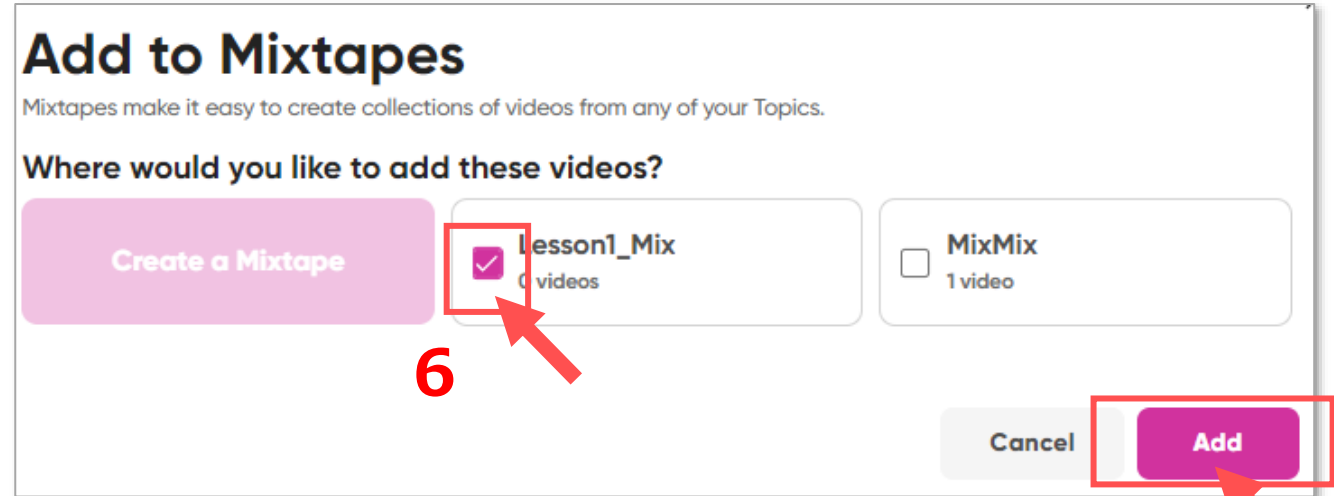 Add to Mixtapes
Mixtapes make it easy to create collections of videos from any of your Topics.
Where would you like to add these videos?
Create a Mixtape
Lesson1_Mix
0 videos
MixMix
1 video
6
Cancel
Add